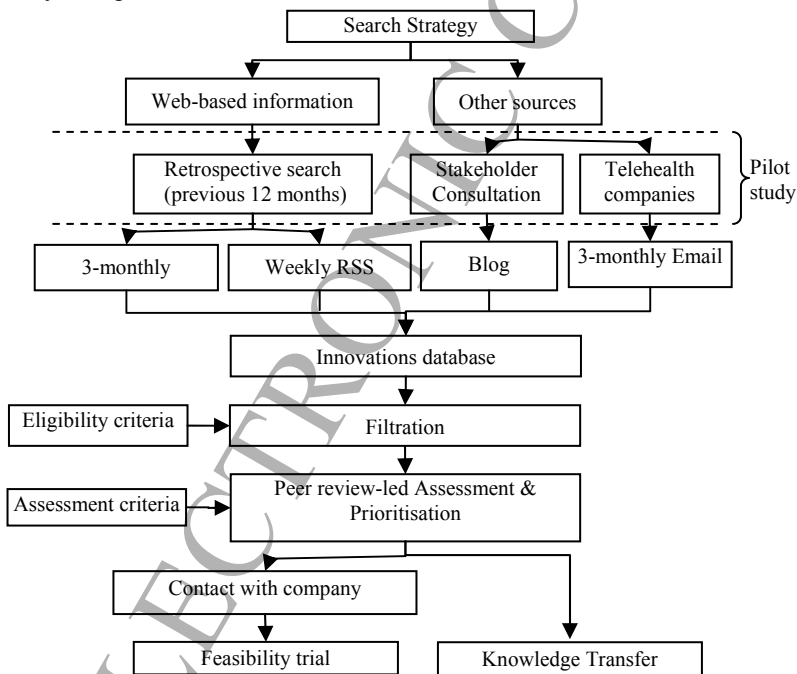 Search Strategy
Web-based information
Other sources
Retrospective search
(previous 12 months)
Stakeholder
Consultation
Telehealth
companies
Pilot
study
3-monthly
Weekly RSS
Blog
3-monthly Email
Innovations database
Eligibility criteria
Filtration
Assessment criteria
Peer review-led Assessment &
Prioritisation
Contact with company
Feasibility trial
Knowledge Transfer
LECTRONIC